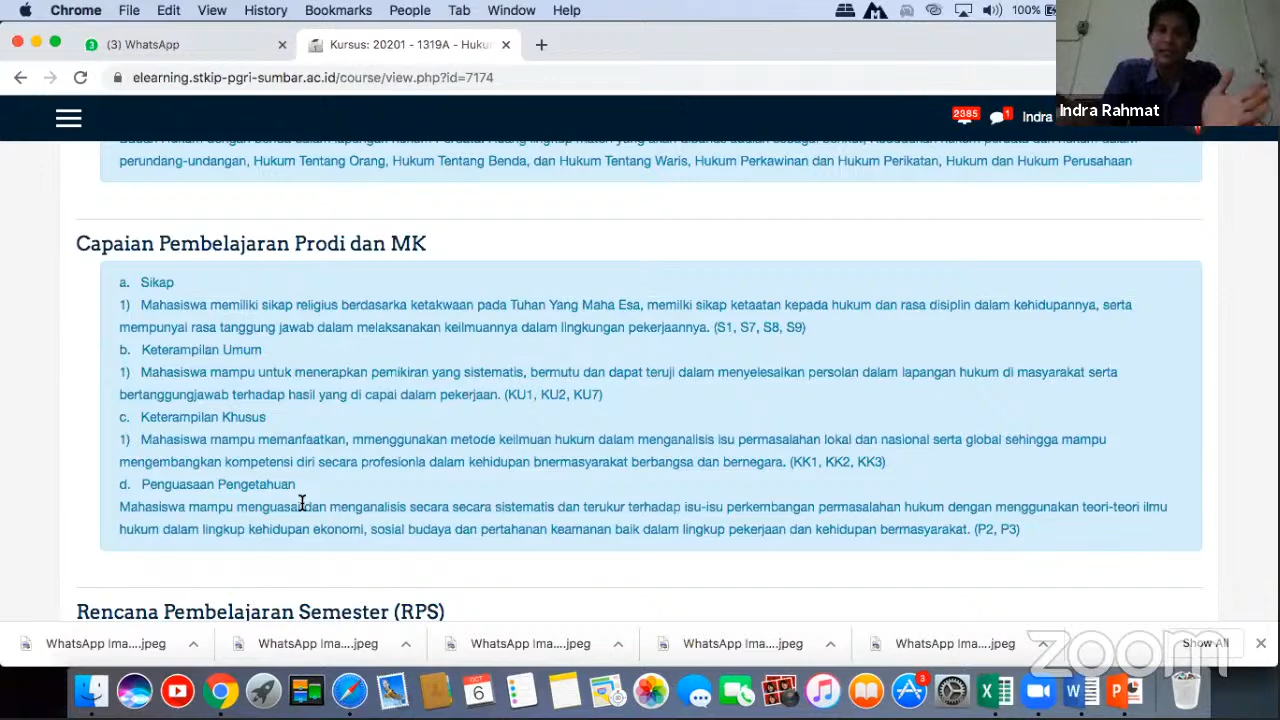 Chrome File Edit View History Bookmarks People Tab Window Help 100%
(3) WhatsApp
Kursus: 20201 - 1319A - Huku
elearning.stkip-pgri-sumbar.ac.id/course/view.php?id=7174
Indra Rahmat
2385 1 Indra
perundang-undangan, Hukum Tentang Orang, Hukum Tentang Benda, dan Hukum Tentang Waris, Hukum Perkawinan dan Hukum Perikatan, Hukum dan Hukum Perusahaan
Capaian Pembelajaran Prodi dan MK
a. Sikap
1) Mahasiswa memiliki sikap religius berdasarka ketakwaan pada Tuhan Yang Maha Esa, memilki sikap ketaatan kepada hukum dan rasa disiplin dalam kehidupannya, serta
mempunyai rasa tanggung jawab dalam melaksanakan keilmuannya dalam lingkungan pekerjaannya. (S1, S7, S8, S9)
b. Keterampilan Umum
1) Mahasiswa mampu untuk menerapkan pemikiran yang sistematis, bermutu dan dapat teruji dalam menyelesaikan persolan dalam lapangan hukum di masyarakat serta
bertanggungjawab terhadap hasil yang di capai dalam pekerjaan. (KU1, KU2, KU7)
c. Keterampilan Khusus
1) Mahasiswa mampu memanfaatkan, mmenggunakan metode keilmuan hukum dalam menganalisis isu permasalahan lokal dan nasional serta global sehingga mampu
mengembangkan kompetensi diri secara profesionla dalam kehidupan bnermasyarakat berbangsa dan bernegara. (KK1, KK2, KK3)
d. Penguasaan Pengetahuan
Mahasiswa mampu menguasai dan menganalisis secara secara sistematis dan terukur terhadap isu-isu perkembangan permasalahan hukum dengan menggunakan teori-teori ilmu
hukum dalam lingkup kehidupan ekonomi, sosial budaya dan pertahanan keamanan baik dalam lingkup pekerjaan dan kehidupan bermasyarakat. (P2, P3)
Rencana Pembelajaran Semester (RPS)
WhatsApp Ima....jpeg WhatsApp Ima....jpeg WhatsApp Ima....jpeg WhatsApp Ima....jpeg WhatsApp Ima....jpeg Show All
zoom
OCT
6
3